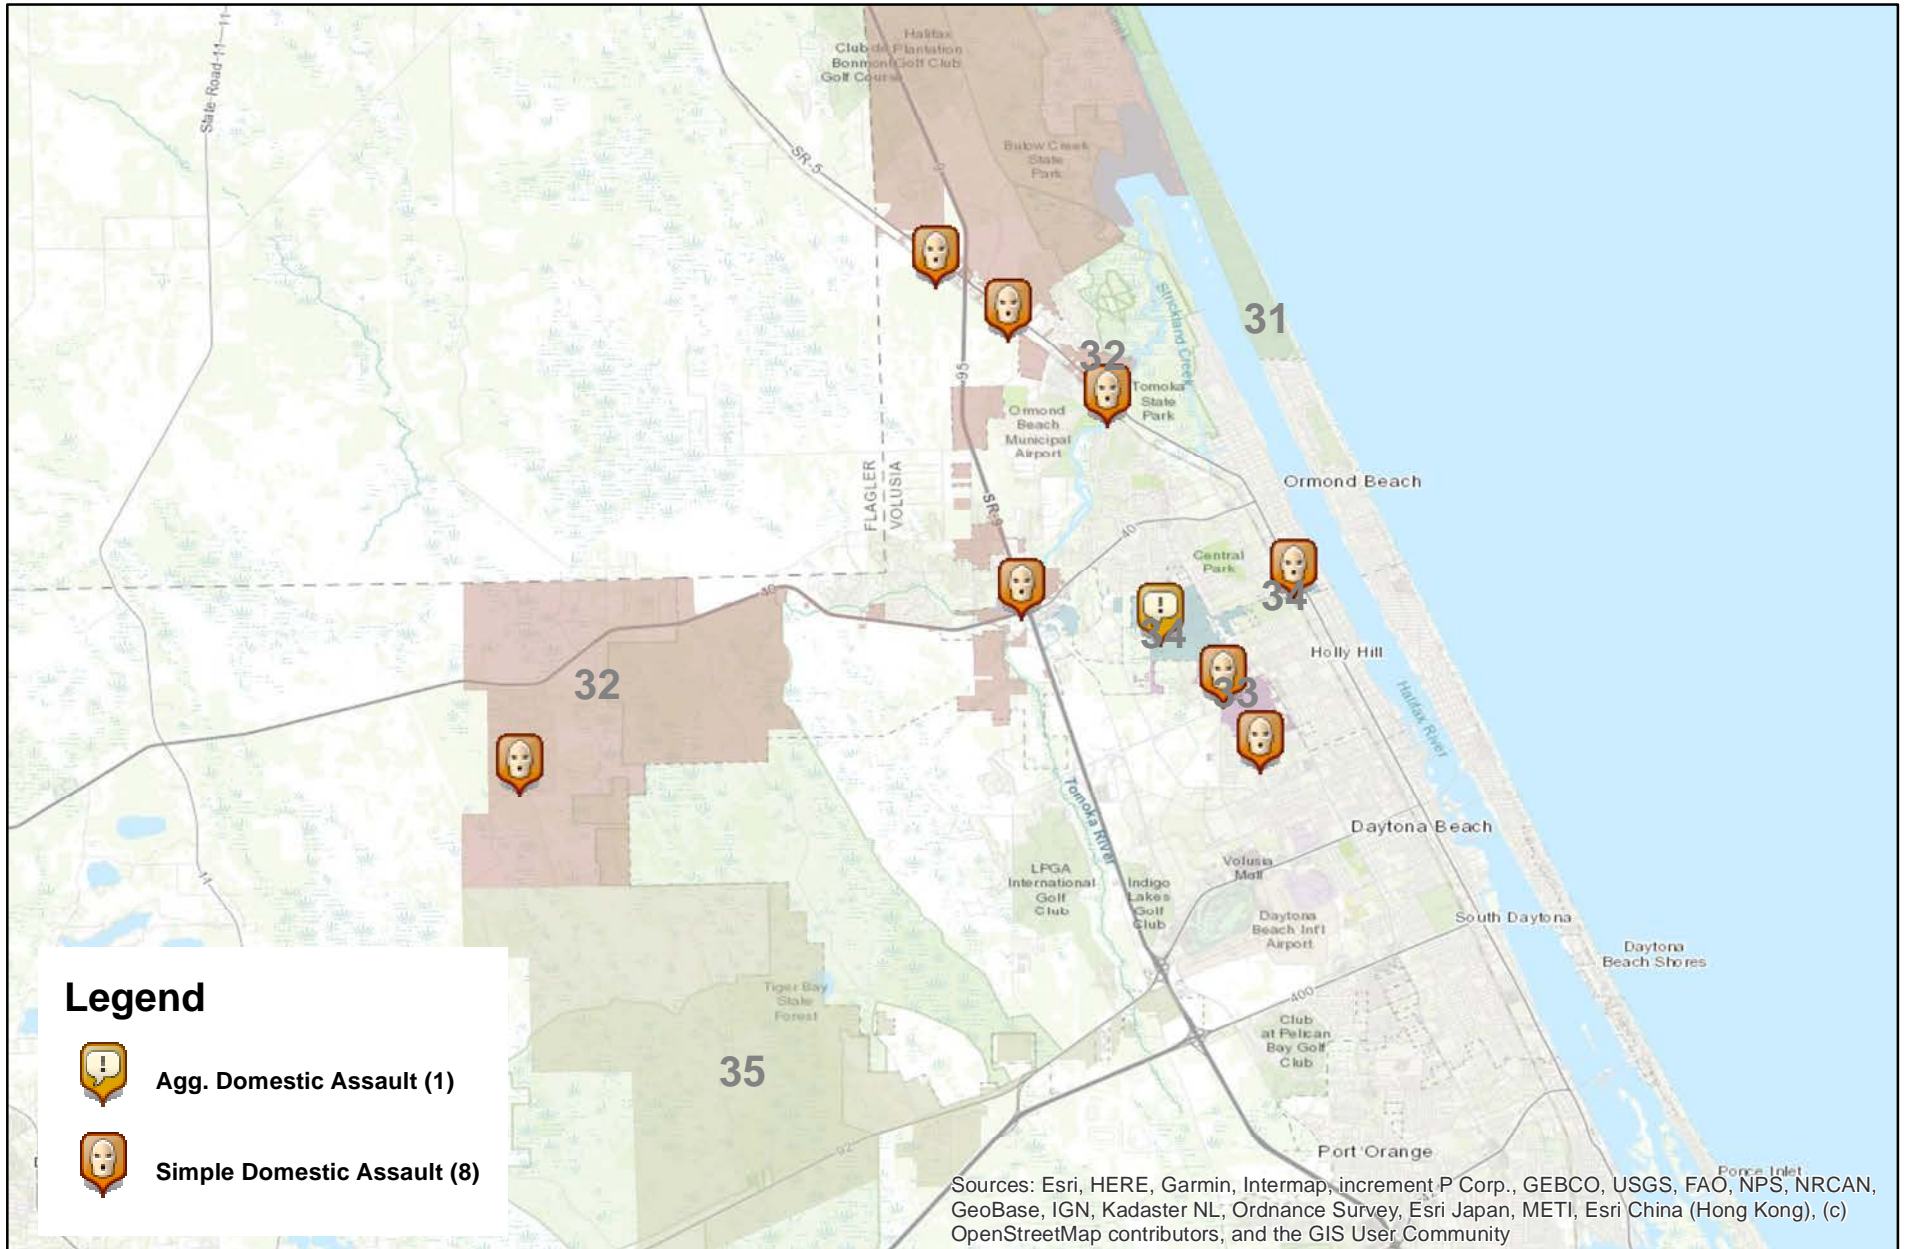 Halifax
Club de Plantation
Bonmont Golf Club
Golf Course
State-Road-11
11
SR-5
Bulow Creek
State
Park
9
31
Strickland Creek
32
Tomoka
State
Park
95
Ormond
Beach
Municipal
Airport
FLAGLER
VOLUSIA
SR-9
Ormond Beach
40
Central
Park
34
40
34
Holly Hill
32
33
Halifax River
Tomoka River
Daytona Beach
11
LPGA
International
Golf
Club
Indigo
Lakes
Golf
Club
Volusia
Mall
Daytona
Beach Int'l
Airport
South Daytona
Daytona
Beach Shores
Tiger Bay
State
Forest
400
Club
at Pelican
Bay Golf
Club
35
92
Port Orange
Ponce Inlet
Legend
Agg. Domestic Assault (1)
Simple Domestic Assault (8)
Sources: Esri, HERE, Garmin, Intermap, increment P Corp., GEBCO, USGS, FAO, NPS, NRCAN,
GeoBase, IGN, Kadaster NL, Ordnance Survey, Esri Japan, METI, Esri China (Hong Kong), (c)
OpenStreetMap contributors, and the GIS User Community